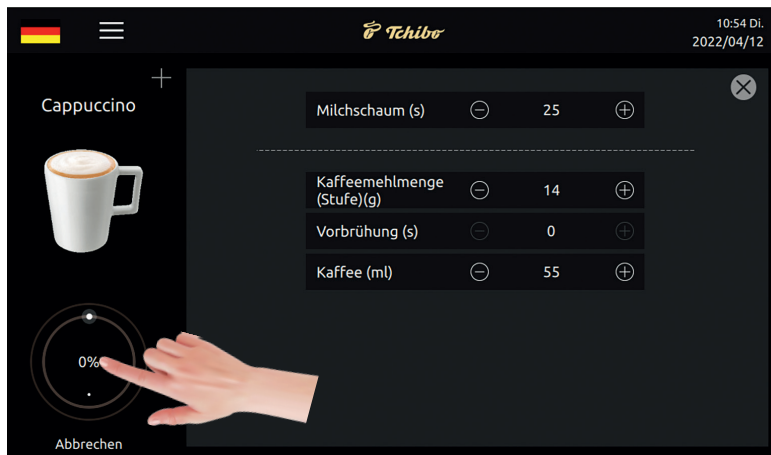 Tchibo
10:54 Di.
2022/04/12
Cappuccino
Milchschaum (s) 25
Kaffeemehlmenge
(Stufe)(g) 14
Vorbrühung (s) 0
Kaffee (ml) 55
0%
Abbrechen